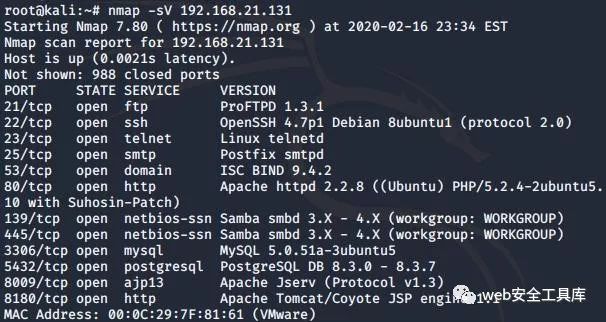 root@kali:~# nmap -sV 192.168.21.131
Starting Nmap 7.80 ( https://nmap.org ) at 2020-02-16 23:34 EST
Nmap scan report for 192.168.21.131
Host is up (0.0021s latency).
Not shown: 988 closed ports
PORT     STATE SERVICE     VERSION
21/tcp   open  ftp         ProFTPD 1.3.1
22/tcp   open  ssh         OpenSSH 4.7p1 Debian 8ubuntu1 (protocol 2.0)
23/tcp   open  telnet      Linux telnetd
25/tcp   open  smtp        Postfix smtpd
53/tcp   open  domain      ISC BIND 9.4.2
80/tcp   open  http        Apache httpd 2.2.8 ((Ubuntu) PHP/5.2.4-2ubuntu5.
10 with Suhosin-Patch)
139/tcp  open  netbios-ssn Samba smbd 3.X - 4.X (workgroup: WORKGROUP)
445/tcp  open  netbios-ssn Samba smbd 3.X - 4.X (workgroup: WORKGROUP)
3306/tcp open  mysql       MySQL 5.0.51a-3ubuntu5
5432/tcp open  postgresql  PostgreSQL DB 8.3.0 - 8.3.7
8009/tcp open  ajp13       Apache Jserv (Protocol v1.3)
8180/tcp open  http        Apache Tomcat/Coyote JSP engine
web安全工具库
MAC Address: 00:0C:29:7F:81:61 (VMware)